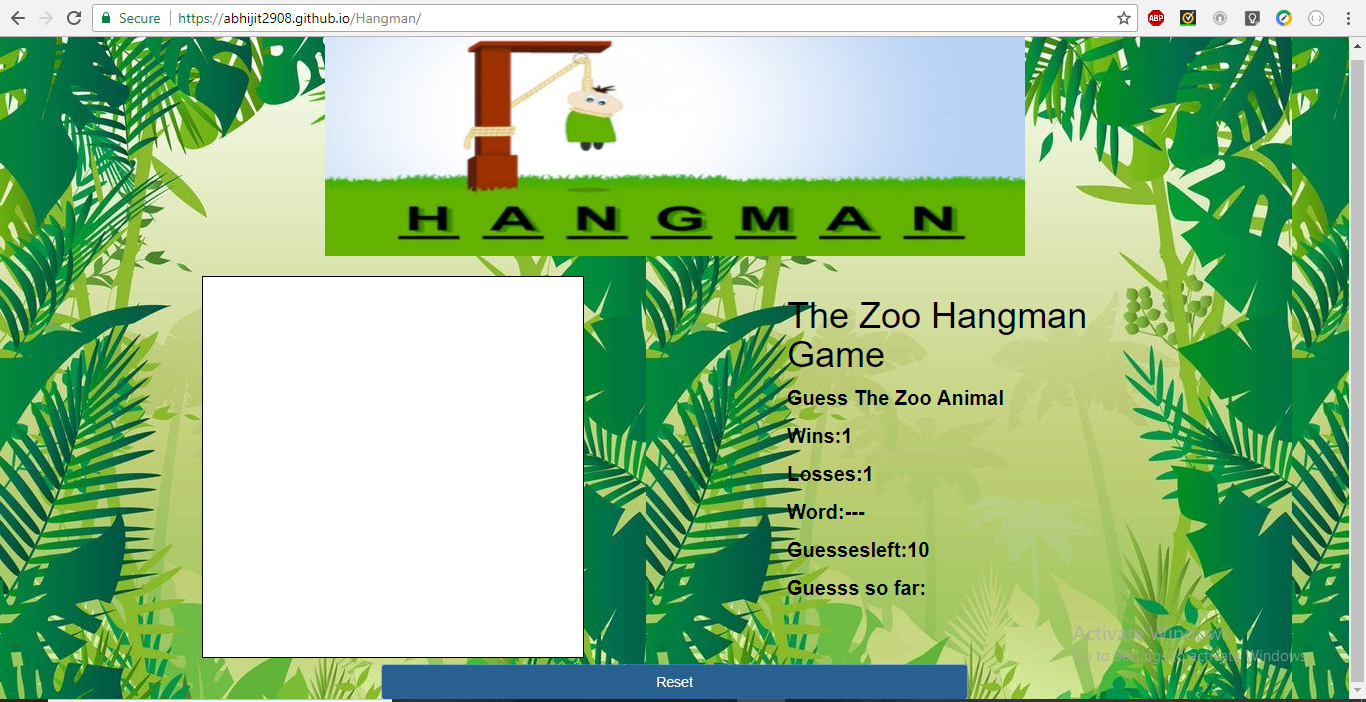 Secure
https://abhijit2908.github.io/Hangman/
ABP
H A N G M A N
The Zoo Hangman
Game
Guess The Zoo Animal
Wins:1
Losses:1
Word:---
Guessesleft:10
Guesss so far:
Activate Windows
Go to Settings to activate Windows.
Reset